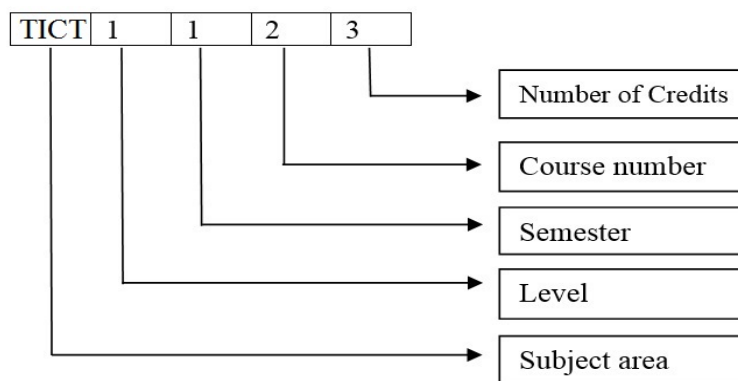 TICT 1 1 2 3
Number of Credits
Course number
Semester
Level
Subject area